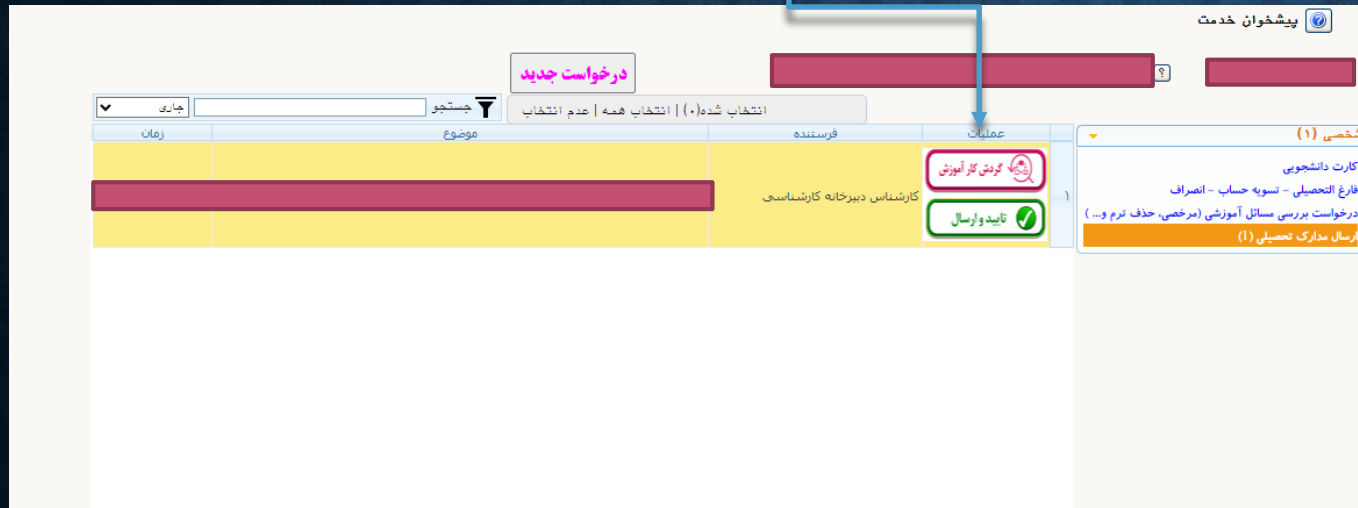 پیشخوان خدمت
درخواست جدید
انتخاب شده(۰) | انتخاب همه | عدم انتخاب
جستجو
جاری
عملیات
فرستنده
موضوع
زمان
۱
گردش کار آموزش
تایید و ارسال
کارشناس دبیرخانه کارشناسی
شخصی (۱)
کارت دانشجویی
فارغ التحصیلی - تسویه حساب - انصراف
درخواست بررسی مسائل آموزشی (مرخصی، حذف ترم و... )
ارسال مدارک تحصیلی (1)